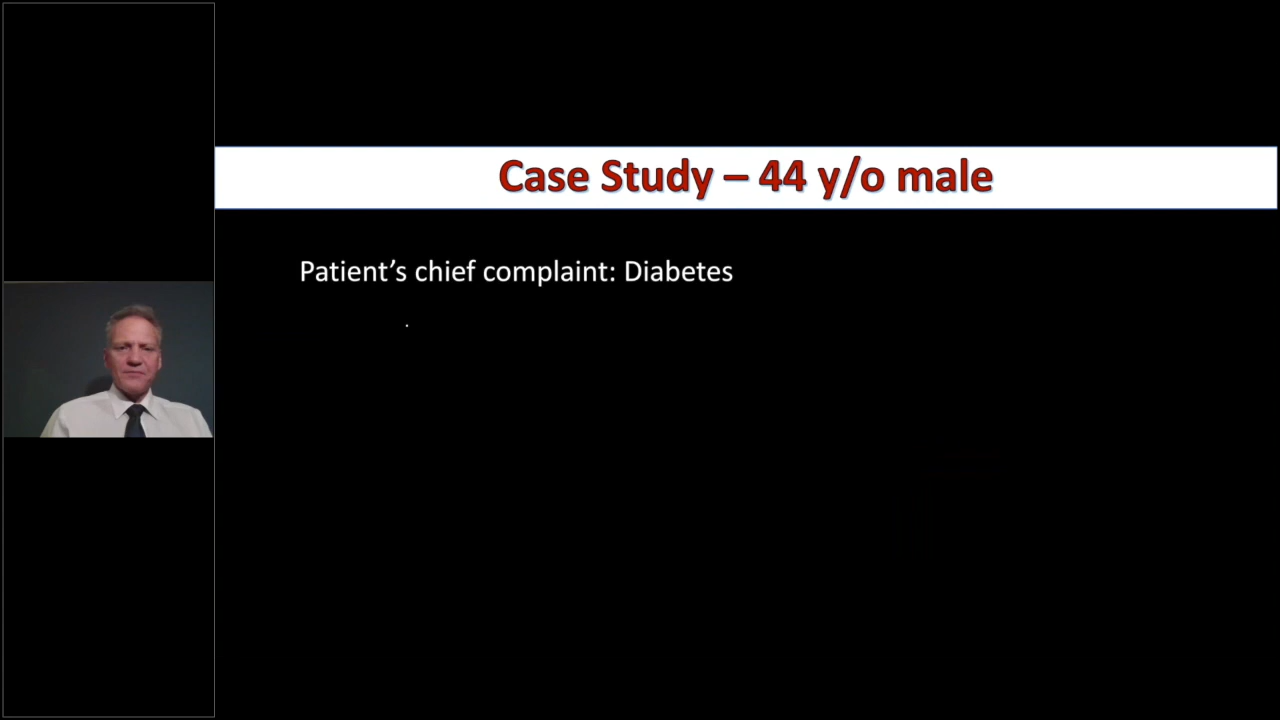 Case Study – 44 y/o male
Patient’s chief complaint: Diabetes